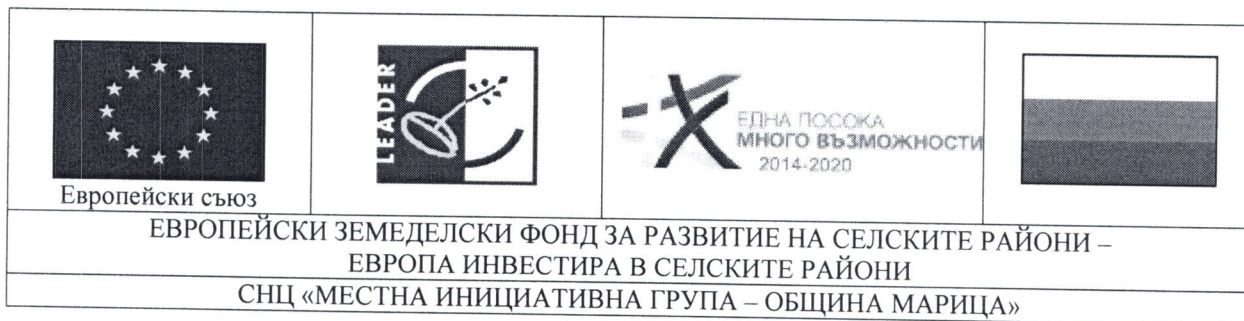 Европейски съюз
LEADER
ЕДНА ПОСОКА
МНОГО ВЪЗМОЖНОСТИ
2014-2020
ЕВРОПЕЙСКИ ЗЕМЕДЕЛСКИ ФОНД ЗА РАЗВИТИЕ НА СЕЛСКИТЕ РАЙОНИ –
ЕВРОПА ИНВЕСТИРА В СЕЛСКИТЕ РАЙОНИ
СНЦ «МЕСТНА ИНИЦИАТИВНА ГРУПА – ОБЩИНА МАРИЦА»